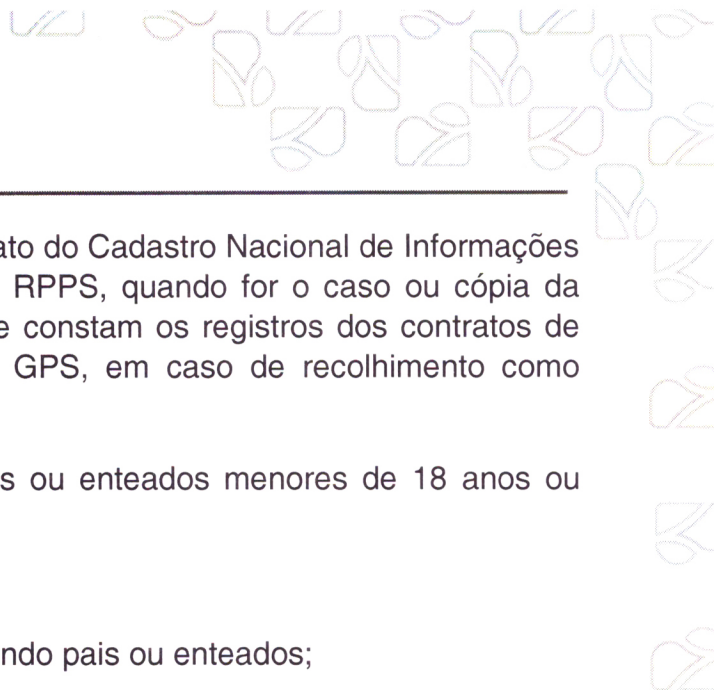 ato do Cadastro Nacional de Informações
RPPS, quando for o caso ou cópia da
e constam os registros dos contratos de
GPS, em caso de recolhimento como
s ou enteados menores de 18 anos ou
ndo pais ou enteados;